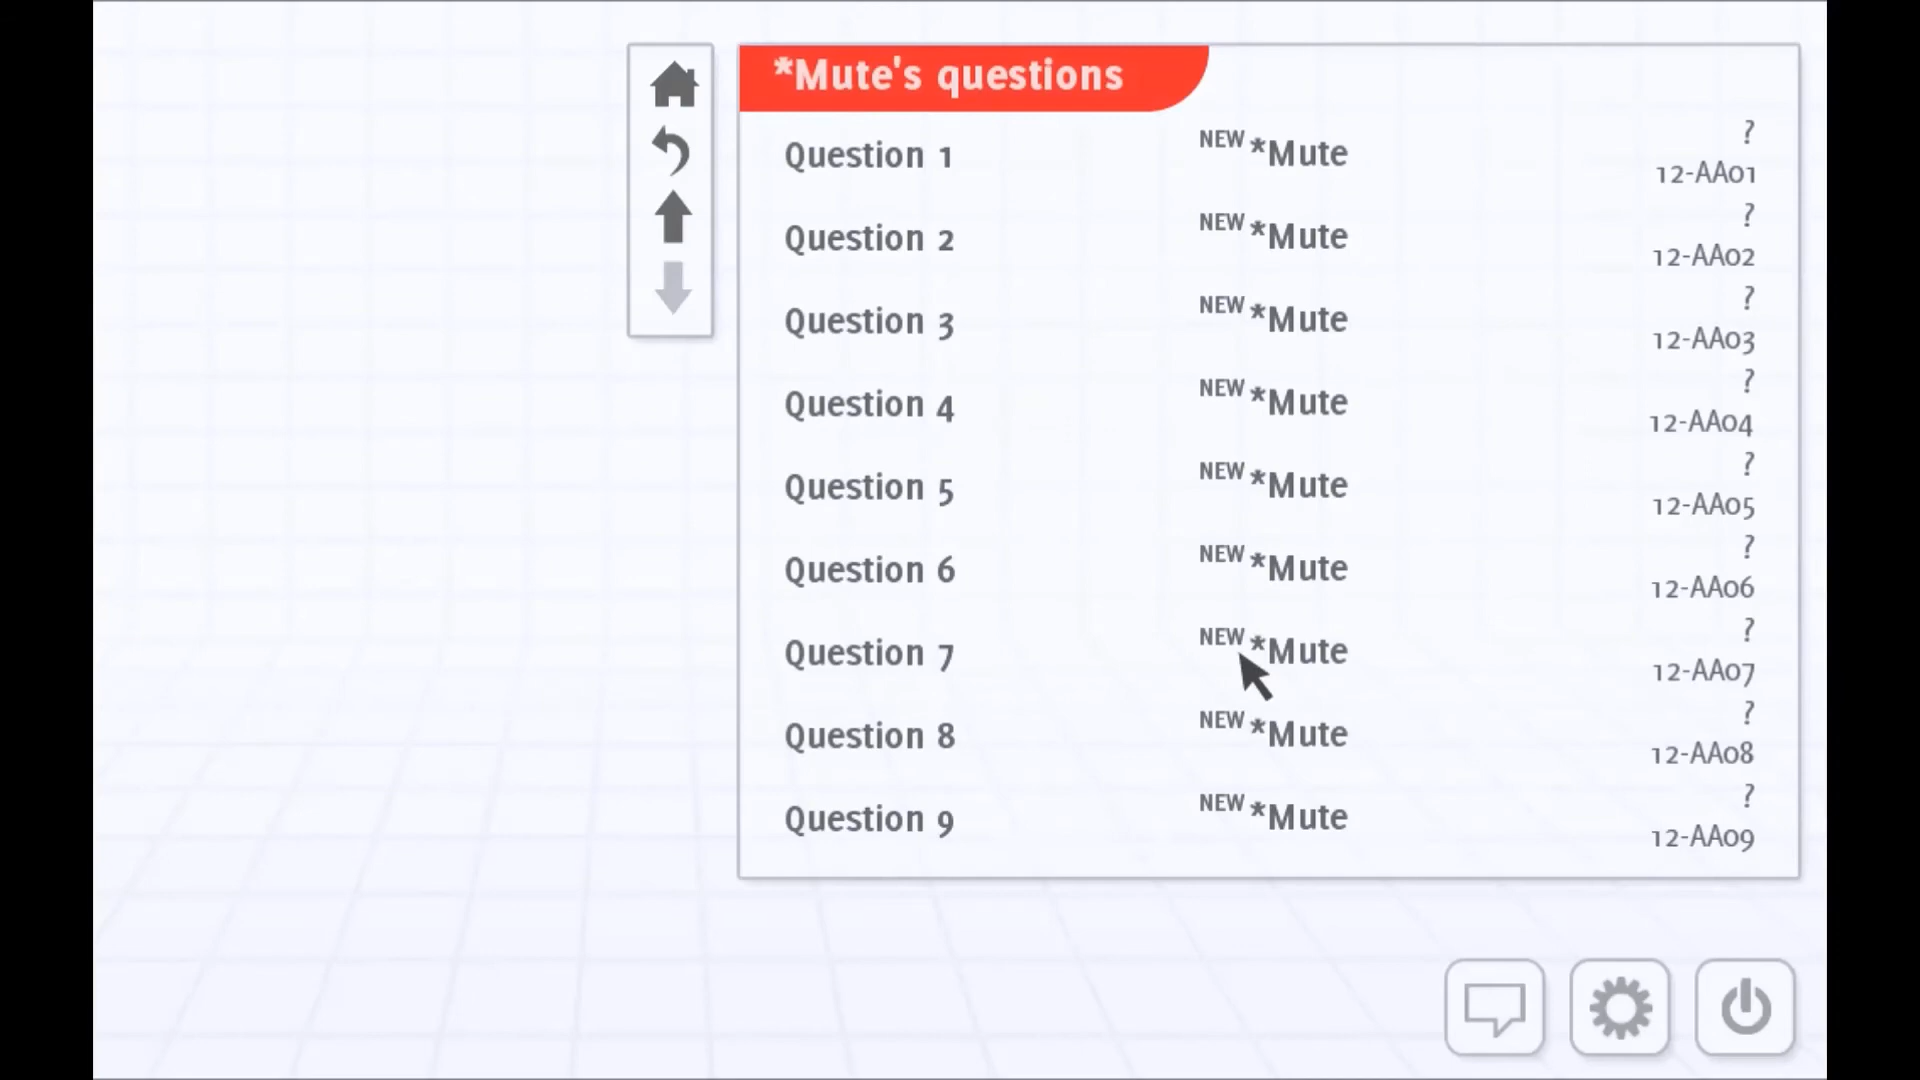 *Mute's questions
Question 1 NEW *Mute ?
12-AA01
Question 2 NEW *Mute ?
12-AA02
Question 3 NEW *Mute ?
12-AA03
Question 4 NEW *Mute ?
12-AA04
Question 5 NEW *Mute ?
12-AA05
Question 6 NEW *Mute ?
12-AA06
Question 7 NEW *Mute ?
12-AA07
Question 8 NEW *Mute ?
12-AA08
Question 9 NEW *Mute ?
12-AA09